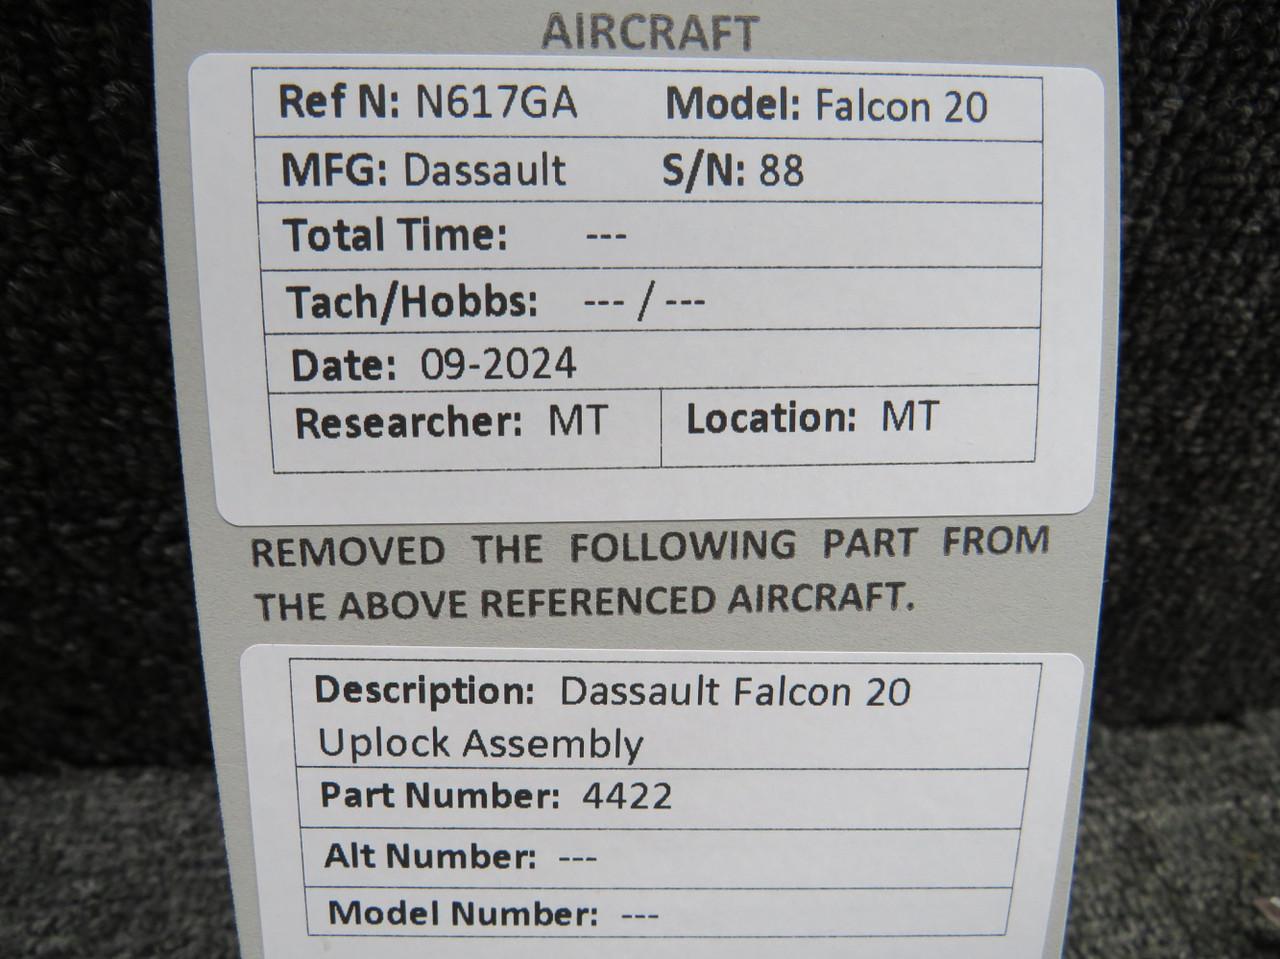 AIRCRAFT
Ref N: N617GA Model: Falcon 20
MFG: Dassault S/N: 88
Total Time: ---
Tach/Hobbs: --- / ---
Date: 09-2024
Researcher: MT Location: MT
REMOVED THE FOLLOWING PART FROM
THE ABOVE REFERENCED AIRCRAFT.
Description: Dassault Falcon 20
Uplock Assembly
Part Number: 4422
Alt Number: ---
Model Number: ---